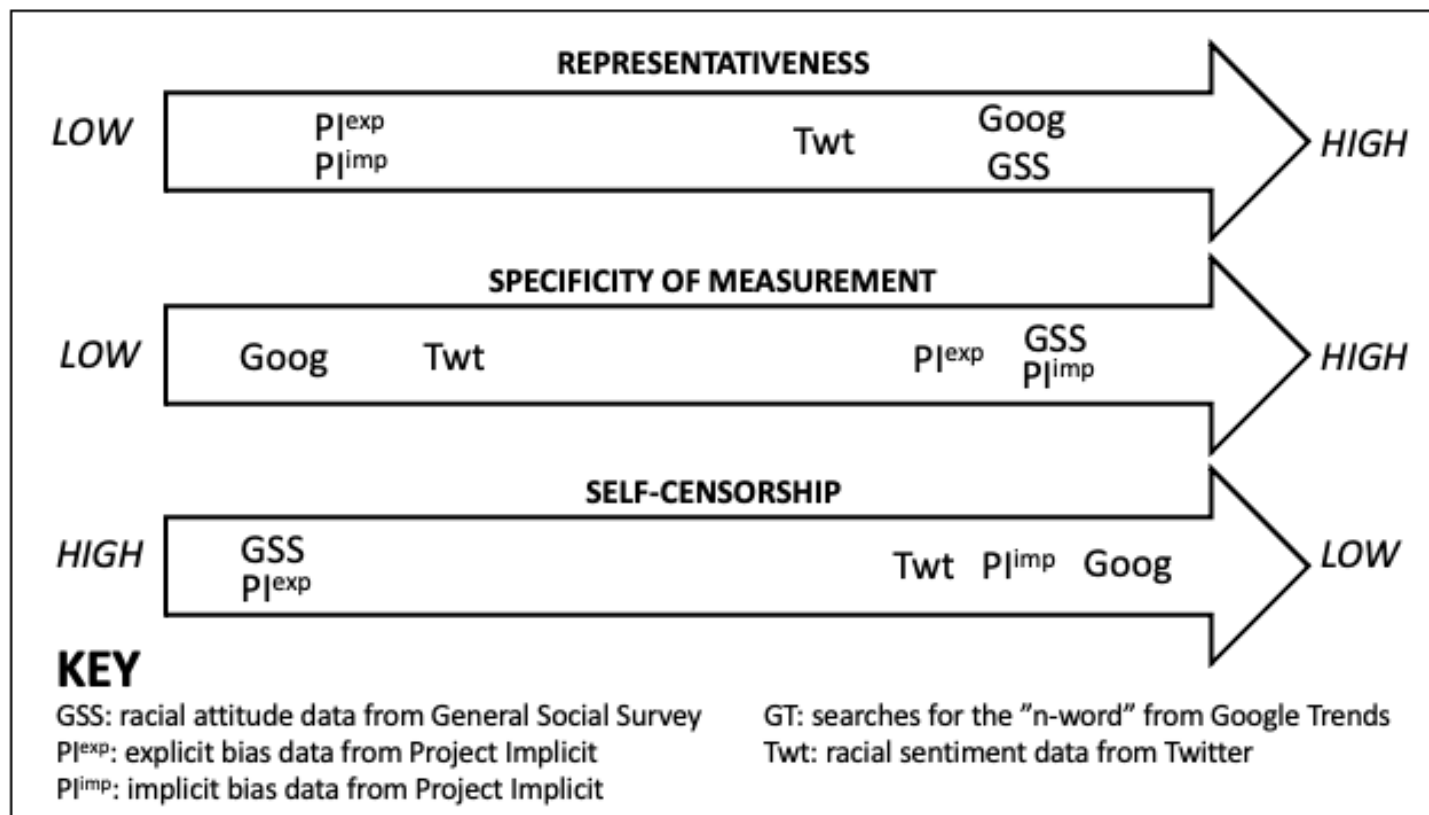 REPRESENTATIVENESS
LOW PI^exp Twt Goog HIGH
PI^imp GSS
SPECIFICITY OF MEASUREMENT
LOW Goog Twt PI^exp GSS HIGH
PI^imp
SELF-CENSORSHIP
HIGH GSS Twt PI^imp Goog LOW
PI^exp
KEY
GSS: racial attitude data from General Social Survey GT: searches for the ”n-word” from Google Trends
PI^exp: explicit bias data from Project Implicit Twt: racial sentiment data from Twitter
PI^imp: implicit bias data from Project Implicit